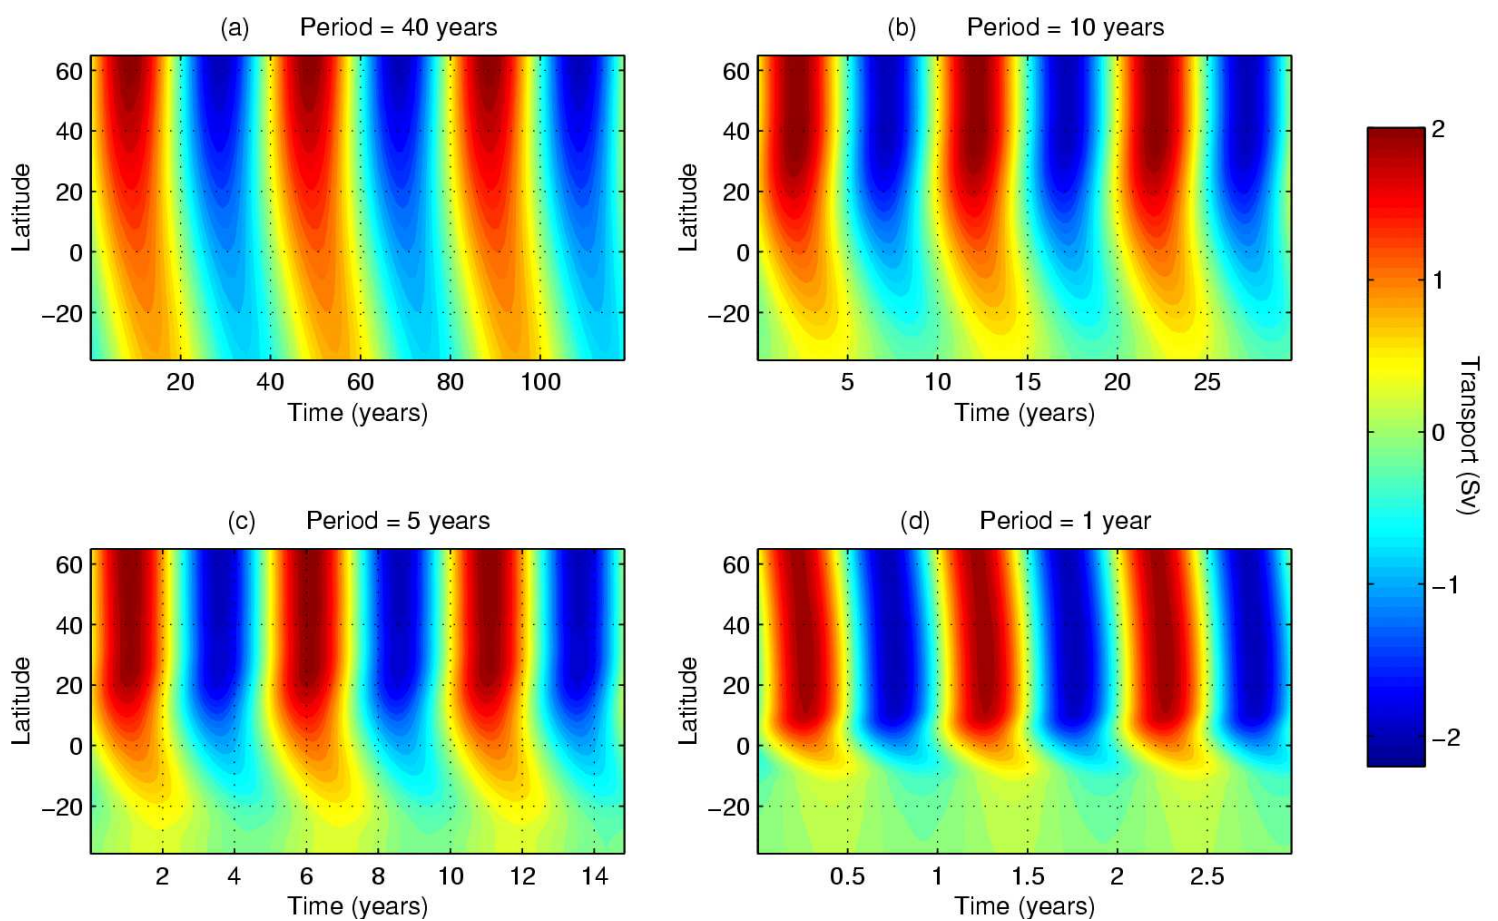 (a) Period = 40 years
60
40
20
0
−20
Latitude
20 40 60 80 100
Time (years)
(b) Period = 10 years
60
40
20
0
−20
Latitude
5 10 15 20 25
Time (years)
(c) Period = 5 years
60
40
20
0
−20
Latitude
2 4 6 8 10 12 14
Time (years)
(d) Period = 1 year
60
40
20
0
−20
Latitude
0.5 1 1.5 2 2.5
Time (years)
2
1
0
−1
−2
Transport (Sv)